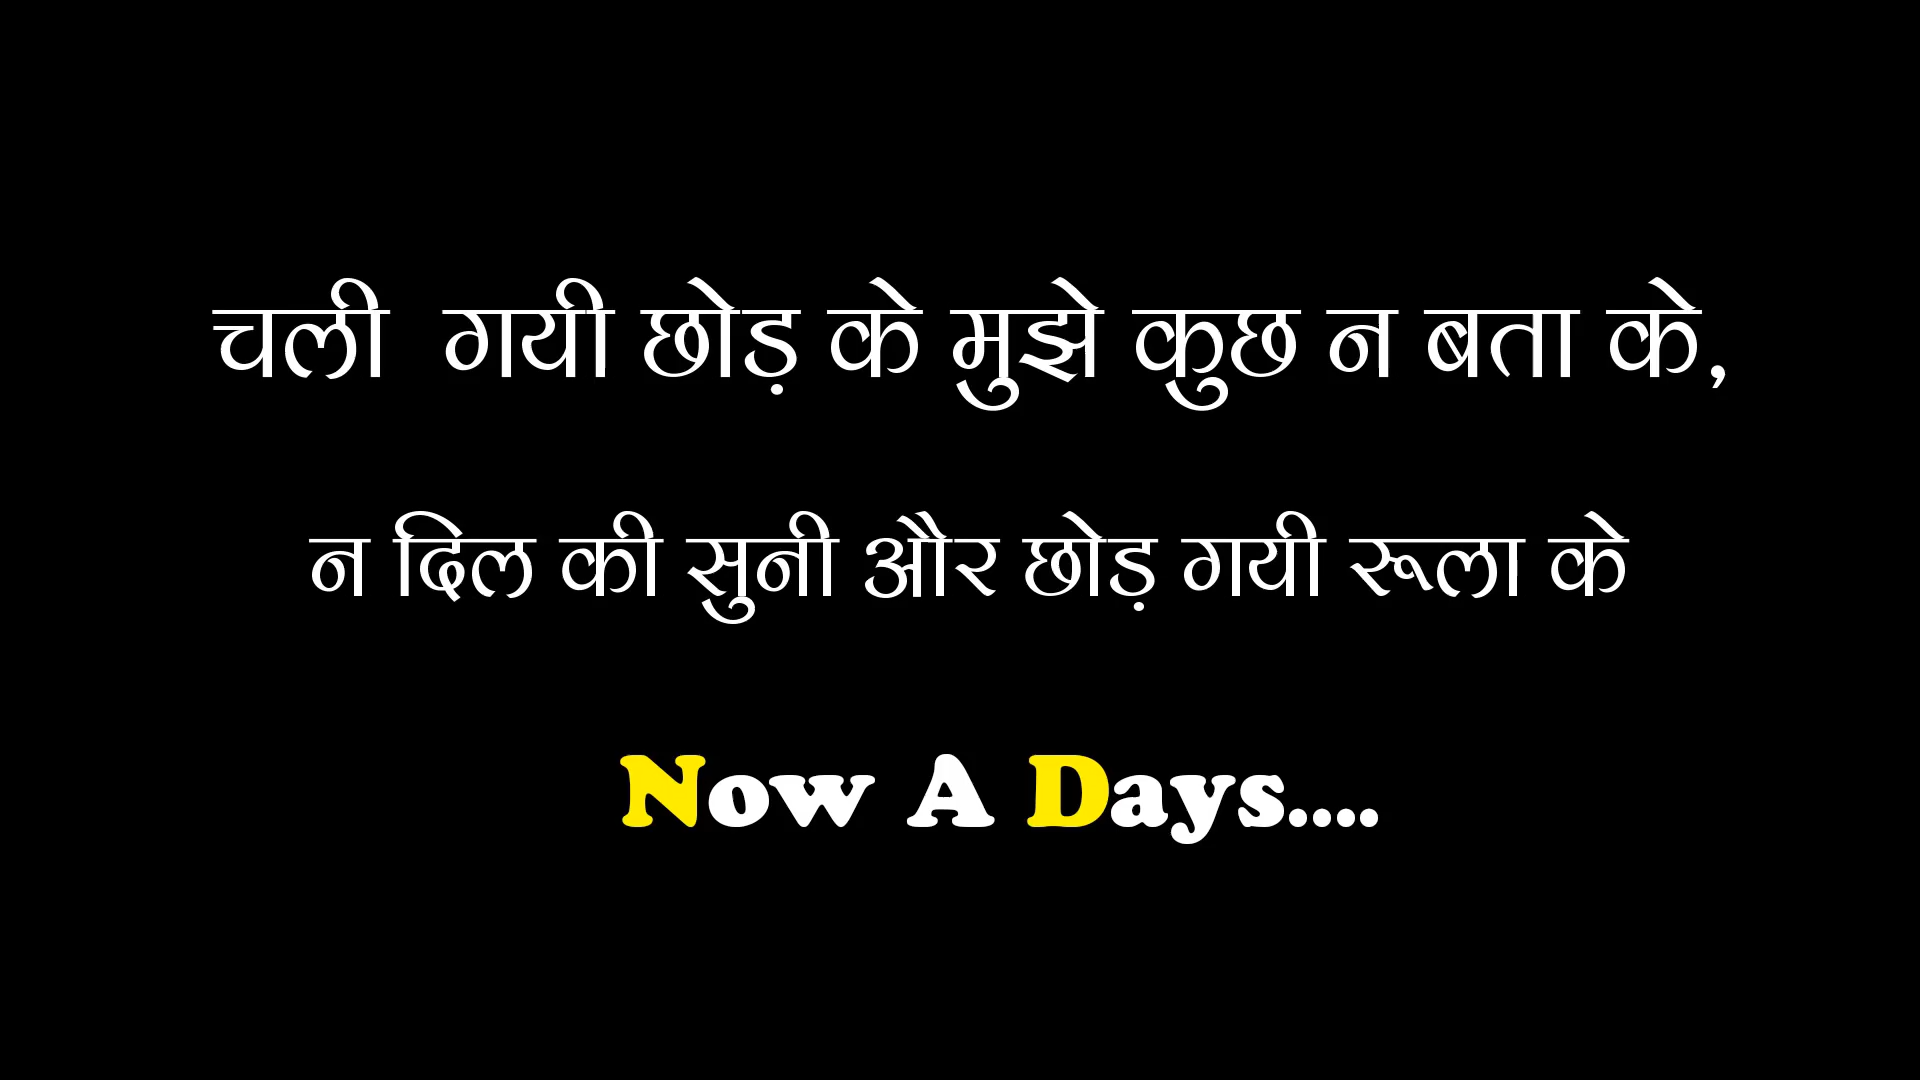 चली गयी छोड़ के मुझे कुछ न बता के,
न दिल की सुनी और छोड़ गयी रूला के
Now A Days....